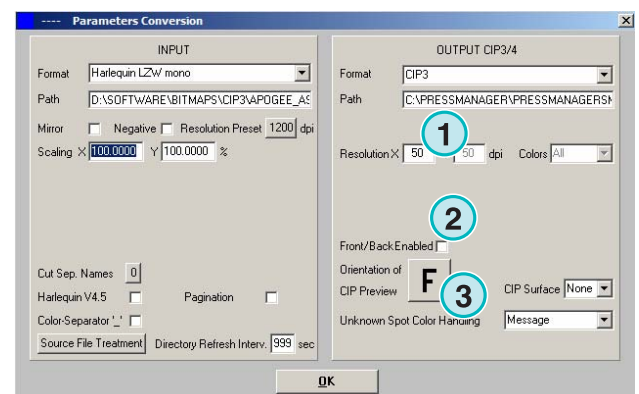 ---- Parameters Conversion
INPUT
Format Harlequin LZW mono
Path D:\SOFTWARE\BITMAPS\CIP3\APOGEE_AS
Mirror Negative Resolution Preset 1200 dpi
Scaling X 100.0000 Y 100.0000 %
Cut Sep. Names 0
Harlequin V4.5 Pagination
Color-Separator '_'
Source File Treatment Directory Refresh Interv. 999 sec
OUTPUT CIP3/4
Format CIP3
Path C:\PRESSMANAGER\PRESSMANAGERSM
1
Resolution X 50 50 dpi Colors All
2
Front/Back Enabled
Orientation of
CIP Preview F 3 CIP Surface None
Unknown Spot Color Handling Message
OK